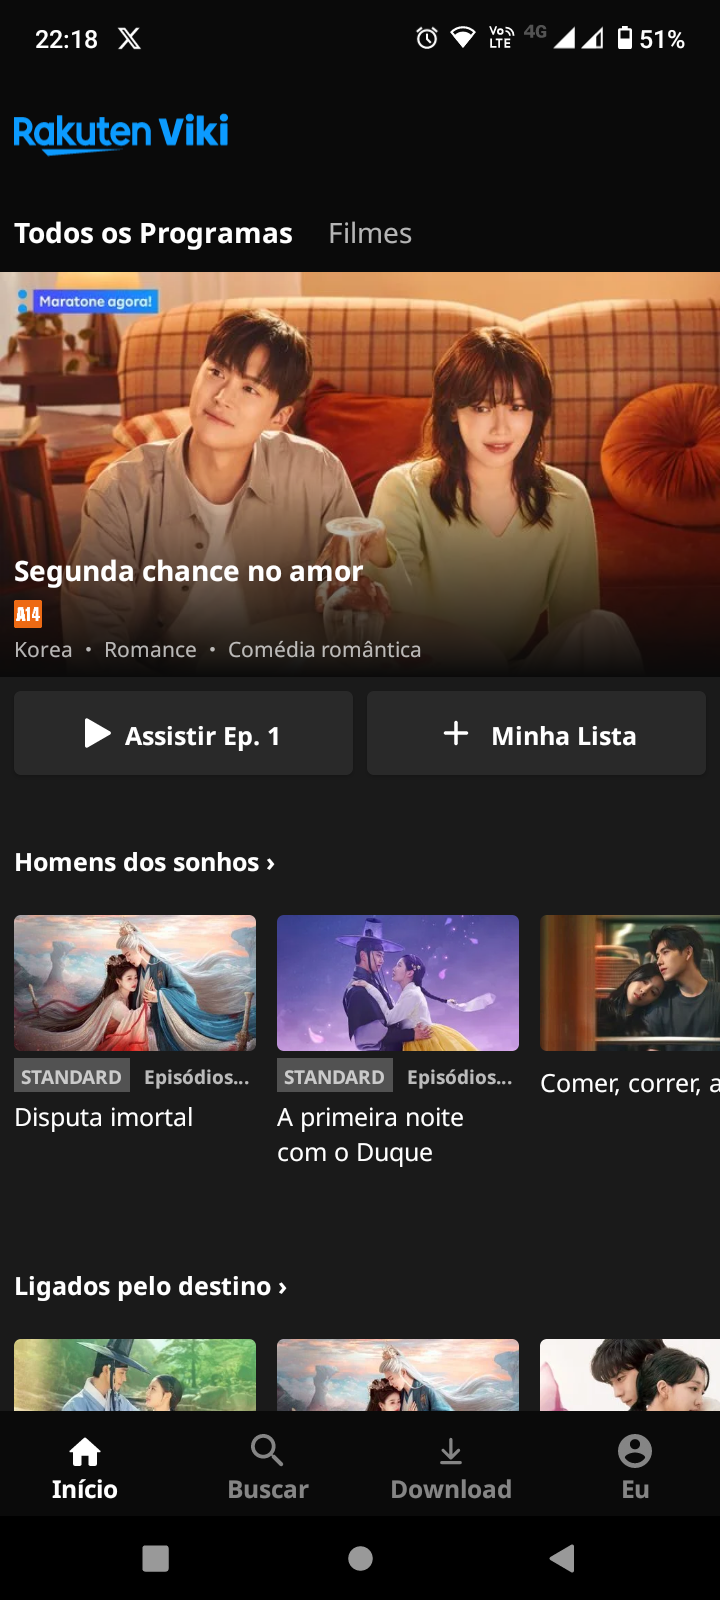 22:18
VoLTE 4G 51%
Rakuten Viki
Todos os Programas Filmes
Maratone agora!
Segunda chance no amor
A14
Korea • Romance • Comédia romântica
Assistir Ep. 1 + Minha Lista
Homens dos sonhos ›
STANDARD Episódios... STANDARD Episódios...
Disputa imortal A primeira noite Comer, correr, a
com o Duque
Ligados pelo destino ›
Início Buscar Download Eu